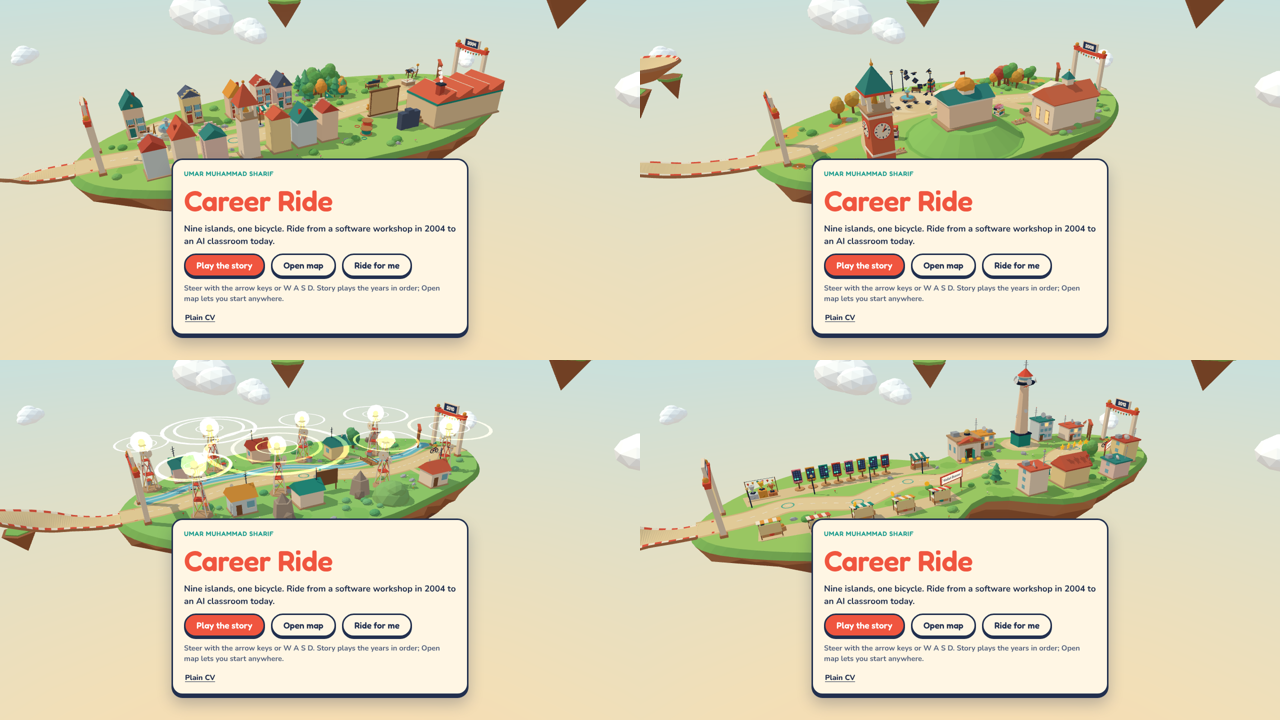 2004
UMAR MUHAMMAD SHARIF
Career Ride
Nine islands, one bicycle. Ride from a software workshop in 2004 to
an AI classroom today.
Play the story
Open map
Ride for me
Steer with the arrow keys or W A S D. Story plays the years in order; Open
map lets you start anywhere.
Plain CV
UMAR MUHAMMAD SHARIF
Career Ride
Nine islands, one bicycle. Ride from a software workshop in 2004 to
an AI classroom today.
Play the story
Open map
Ride for me
Steer with the arrow keys or W A S D. Story plays the years in order; Open
map lets you start anywhere.
Plain CV
UMAR MUHAMMAD SHARIF
Career Ride
Nine islands, one bicycle. Ride from a software workshop in 2004 to
an AI classroom today.
Play the story
Open map
Ride for me
Steer with the arrow keys or W A S D. Story plays the years in order; Open
map lets you start anywhere.
Plain CV
UMAR MUHAMMAD SHARIF
Career Ride
Nine islands, one bicycle. Ride from a software workshop in 2004 to
an AI classroom today.
Play the story
Open map
Ride for me
Steer with the arrow keys or W A S D. Story plays the years in order; Open
map lets you start anywhere.
Plain CV